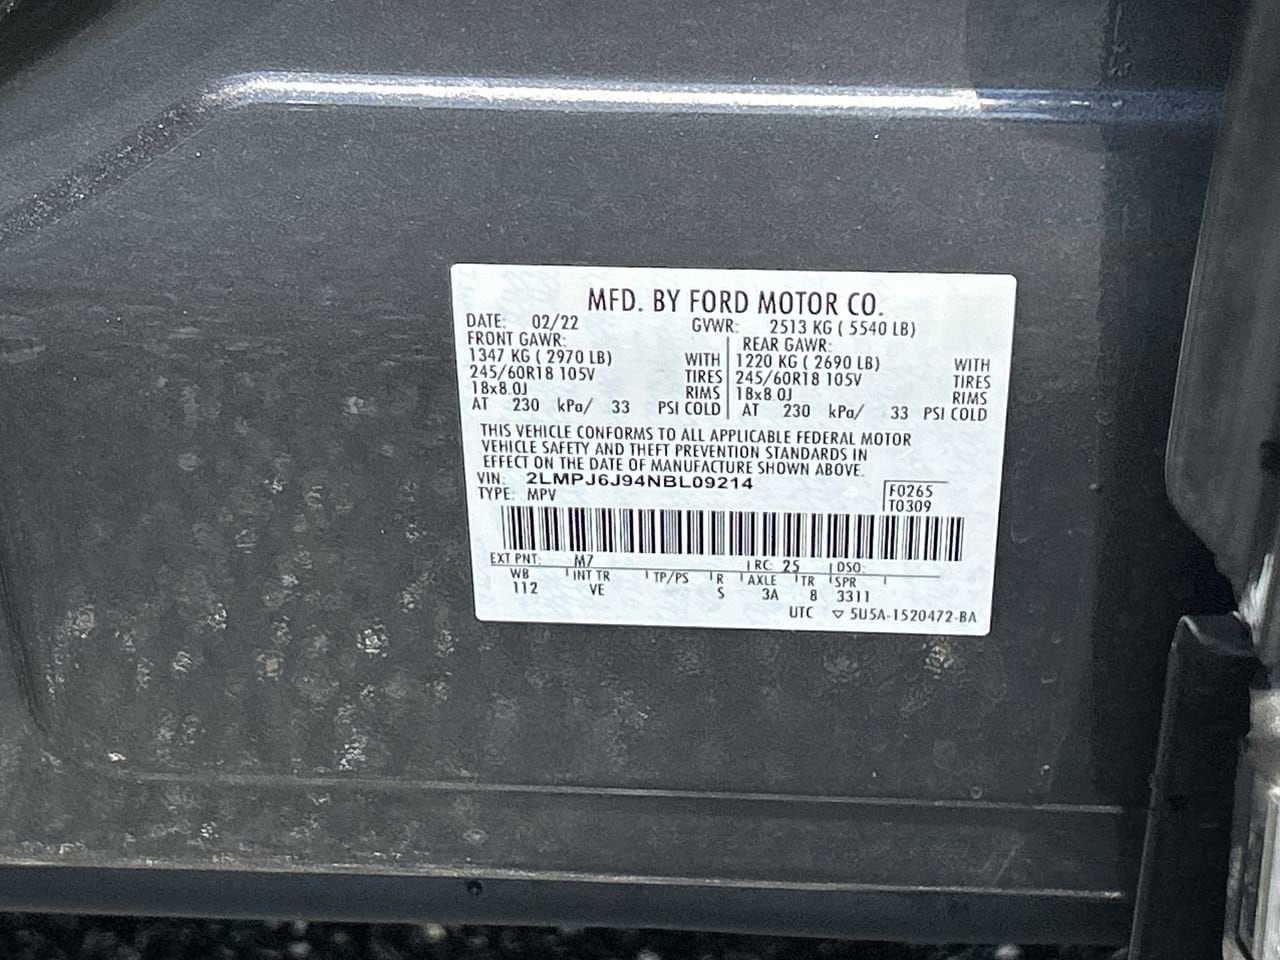 MFD. BY FORD MOTOR CO.
DATE: 02/22 GVWR: 2513 KG ( 5540 LB)
FRONT GAWR: REAR GAWR:
1347 KG ( 2970 LB) WITH 1220 KG ( 2690 LB) WITH
245/60R18 105V TIRES 245/60R18 105V TIRES
18x8.0J RIMS 18x8.0J RIMS
AT 230 kPa/ 33 PSI COLD AT 230 kPa/ 33 PSI COLD
THIS VEHICLE CONFORMS TO ALL APPLICABLE FEDERAL MOTOR
VEHICLE SAFETY AND THEFT PREVENTION STANDARDS IN
EFFECT ON THE DATE OF MANUFACTURE SHOWN ABOVE.
VIN: 2LMPJ6J94NBL09214
TYPE: MPV
F0265
T0309
EXT PNT: M7 RC: 25 DSO:
WB INT TR TP/PS R AXLE TR SPR
112 VE S 3A 8 3311
UTC ▽ 5U5A-1520472-BA